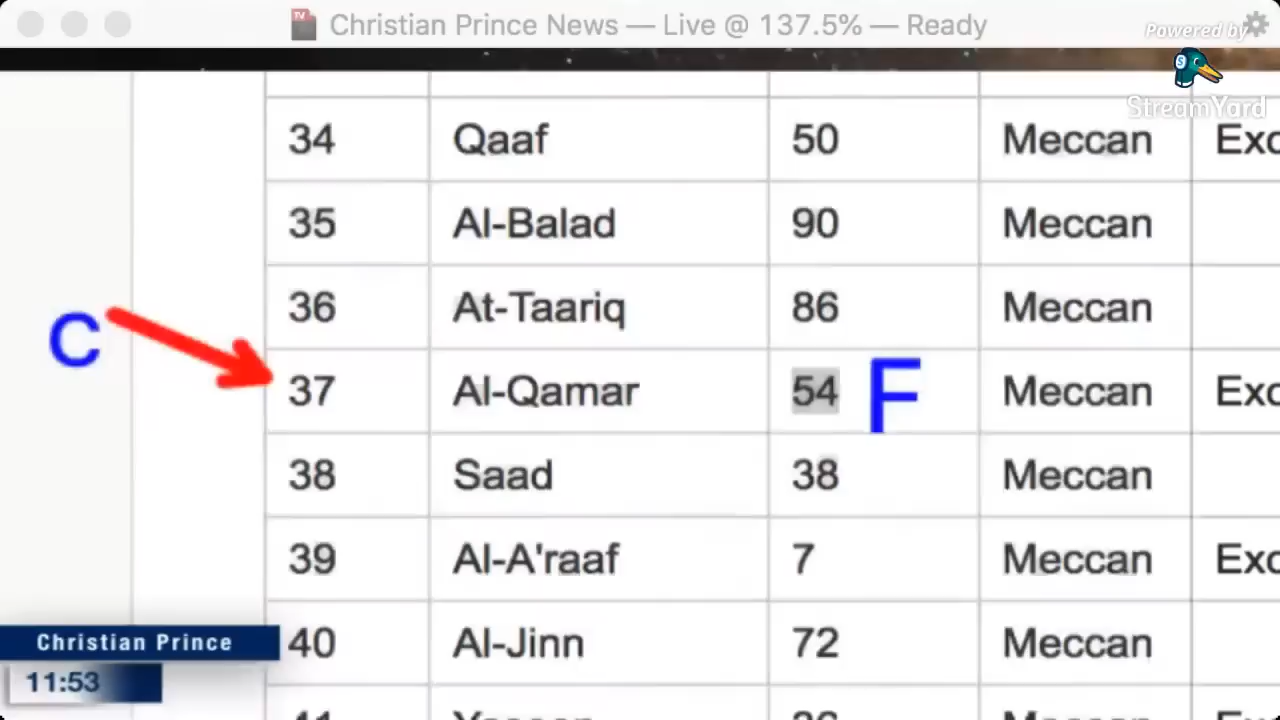 TV Christian Prince News — Live @ 137.5% — Ready
Powered by
StreamYard
34 Qaaf 50 Meccan Exc
35 Al-Balad 90 Meccan
36 At-Taariq 86 Meccan
C
37 Al-Qamar 54 F Meccan Exc
38 Saad 38 Meccan
39 Al-A'raaf 7 Meccan Exc
Christian Prince
40 Al-Jinn 72 Meccan
11:53